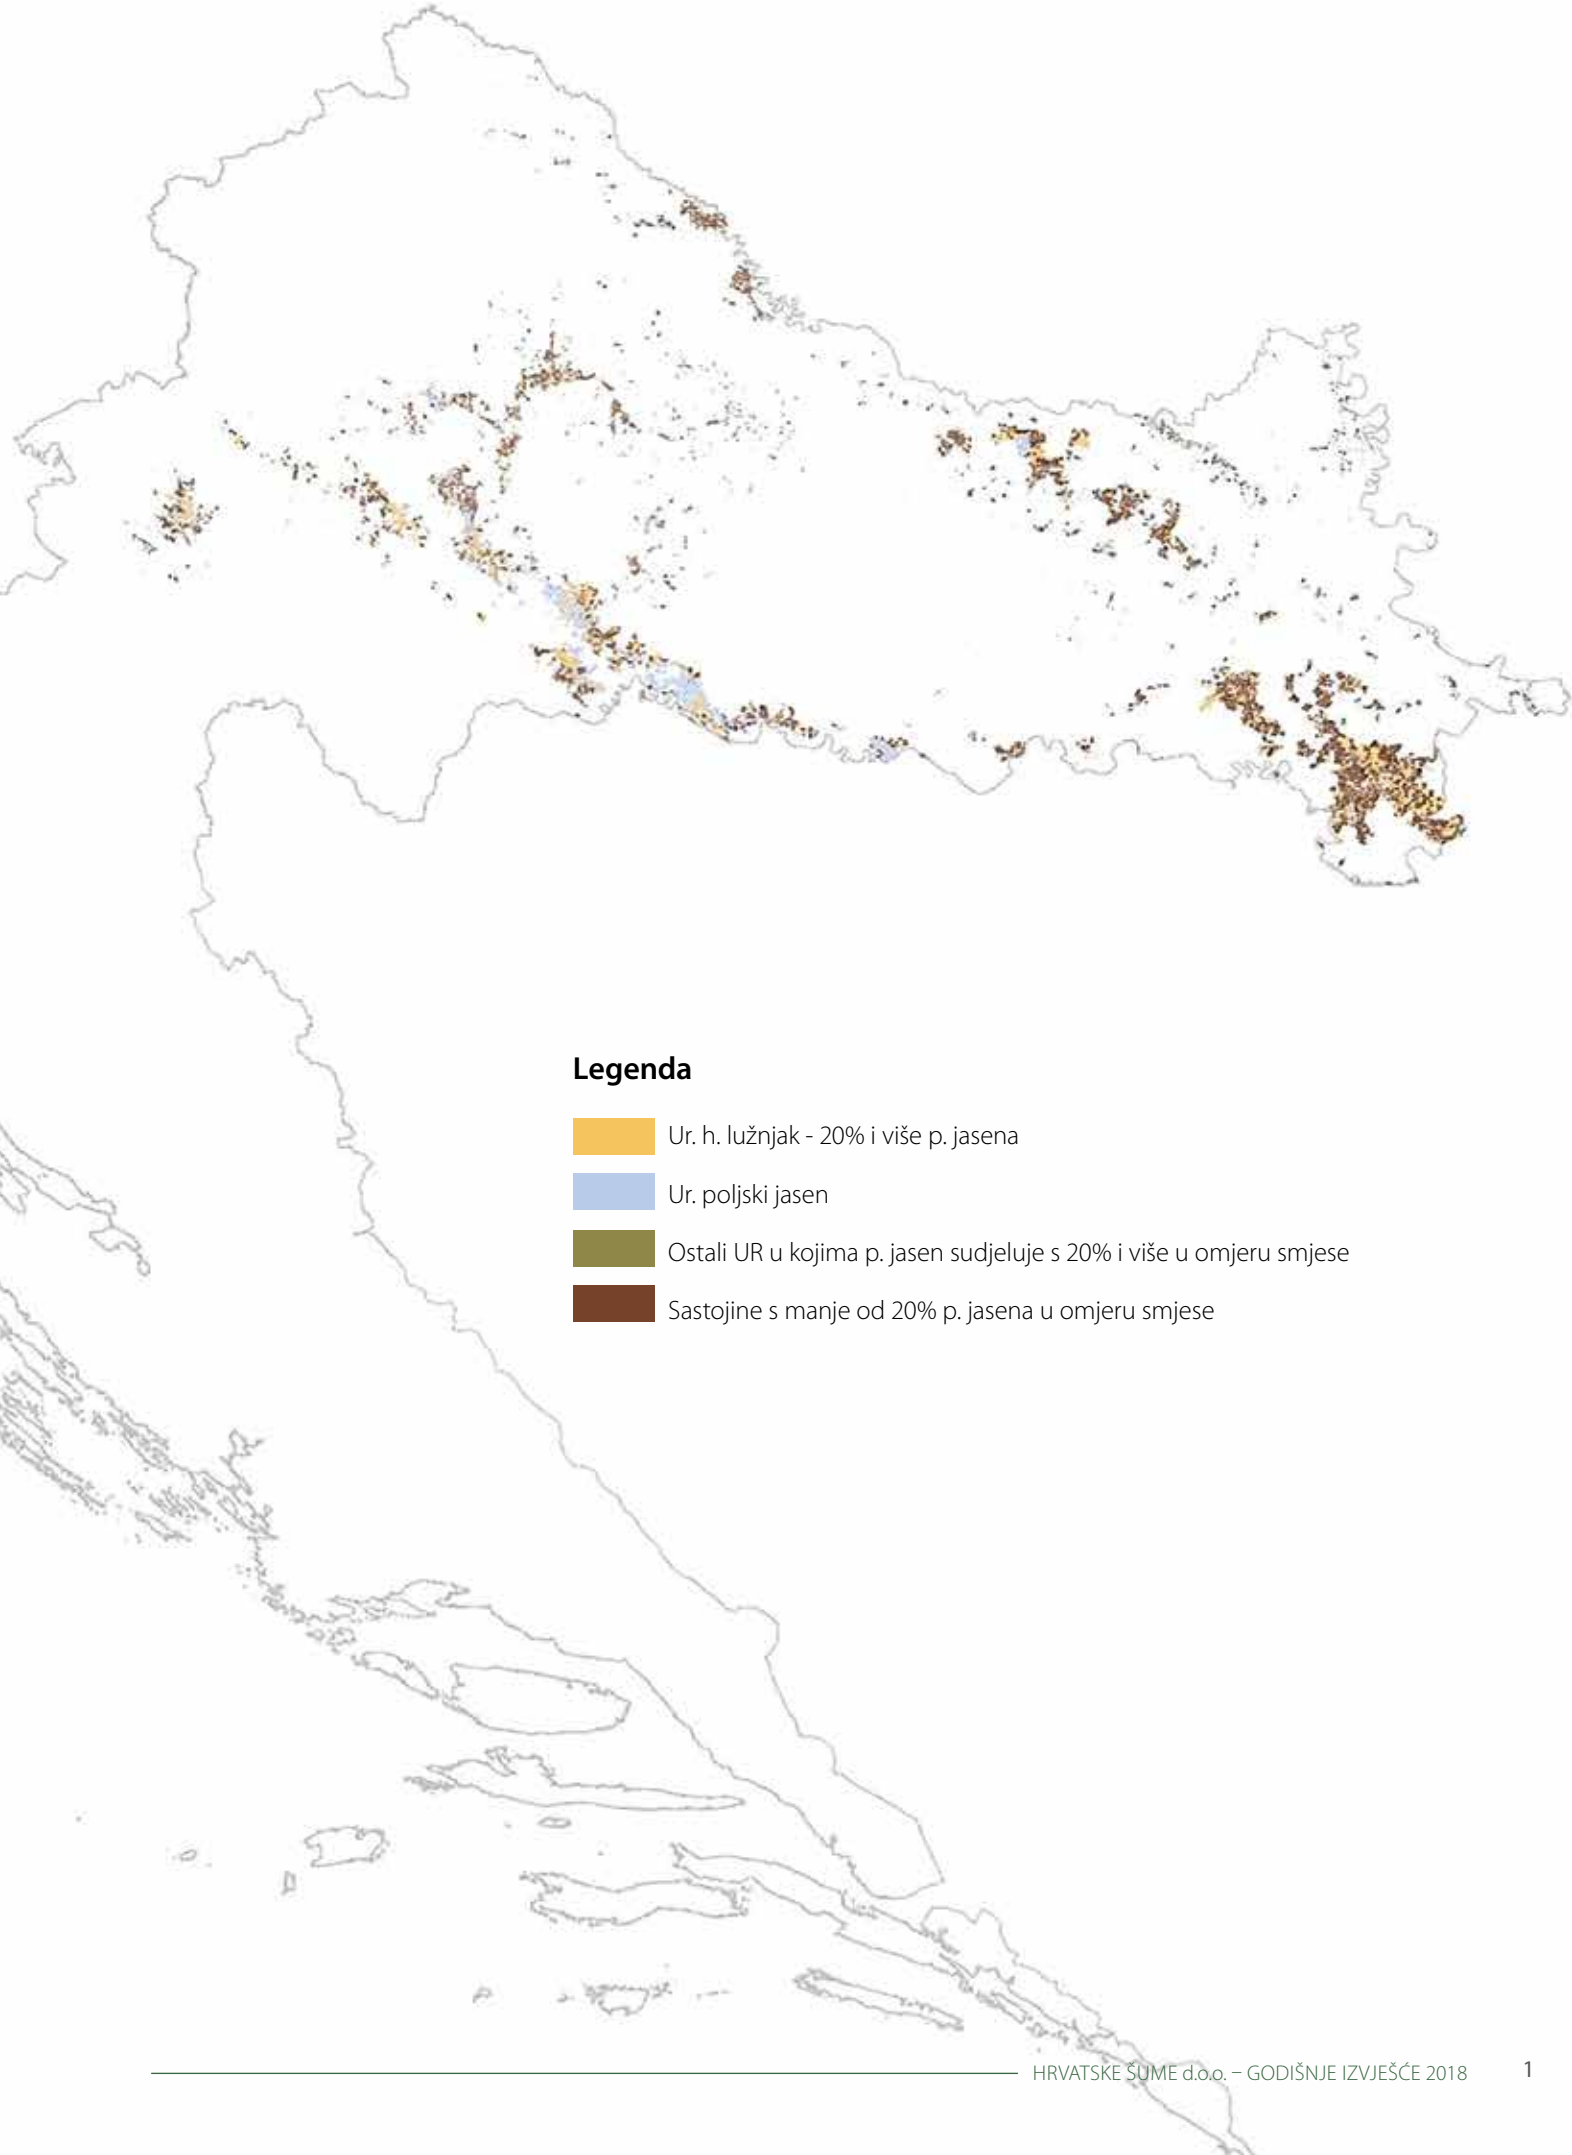 Legenda
Ur. h. lužnjak - 20% i više p. jasena
Ur. poljski jasen
Ostali UR u kojima p. jasen sudjeluje s 20% i više u omjeru smjese
Sastojine s manje od 20% p. jasena u omjeru smjese
HRVATSKE ŠUME d.o.o. – GODIŠNJE IZVJEŠĆE 2018 1